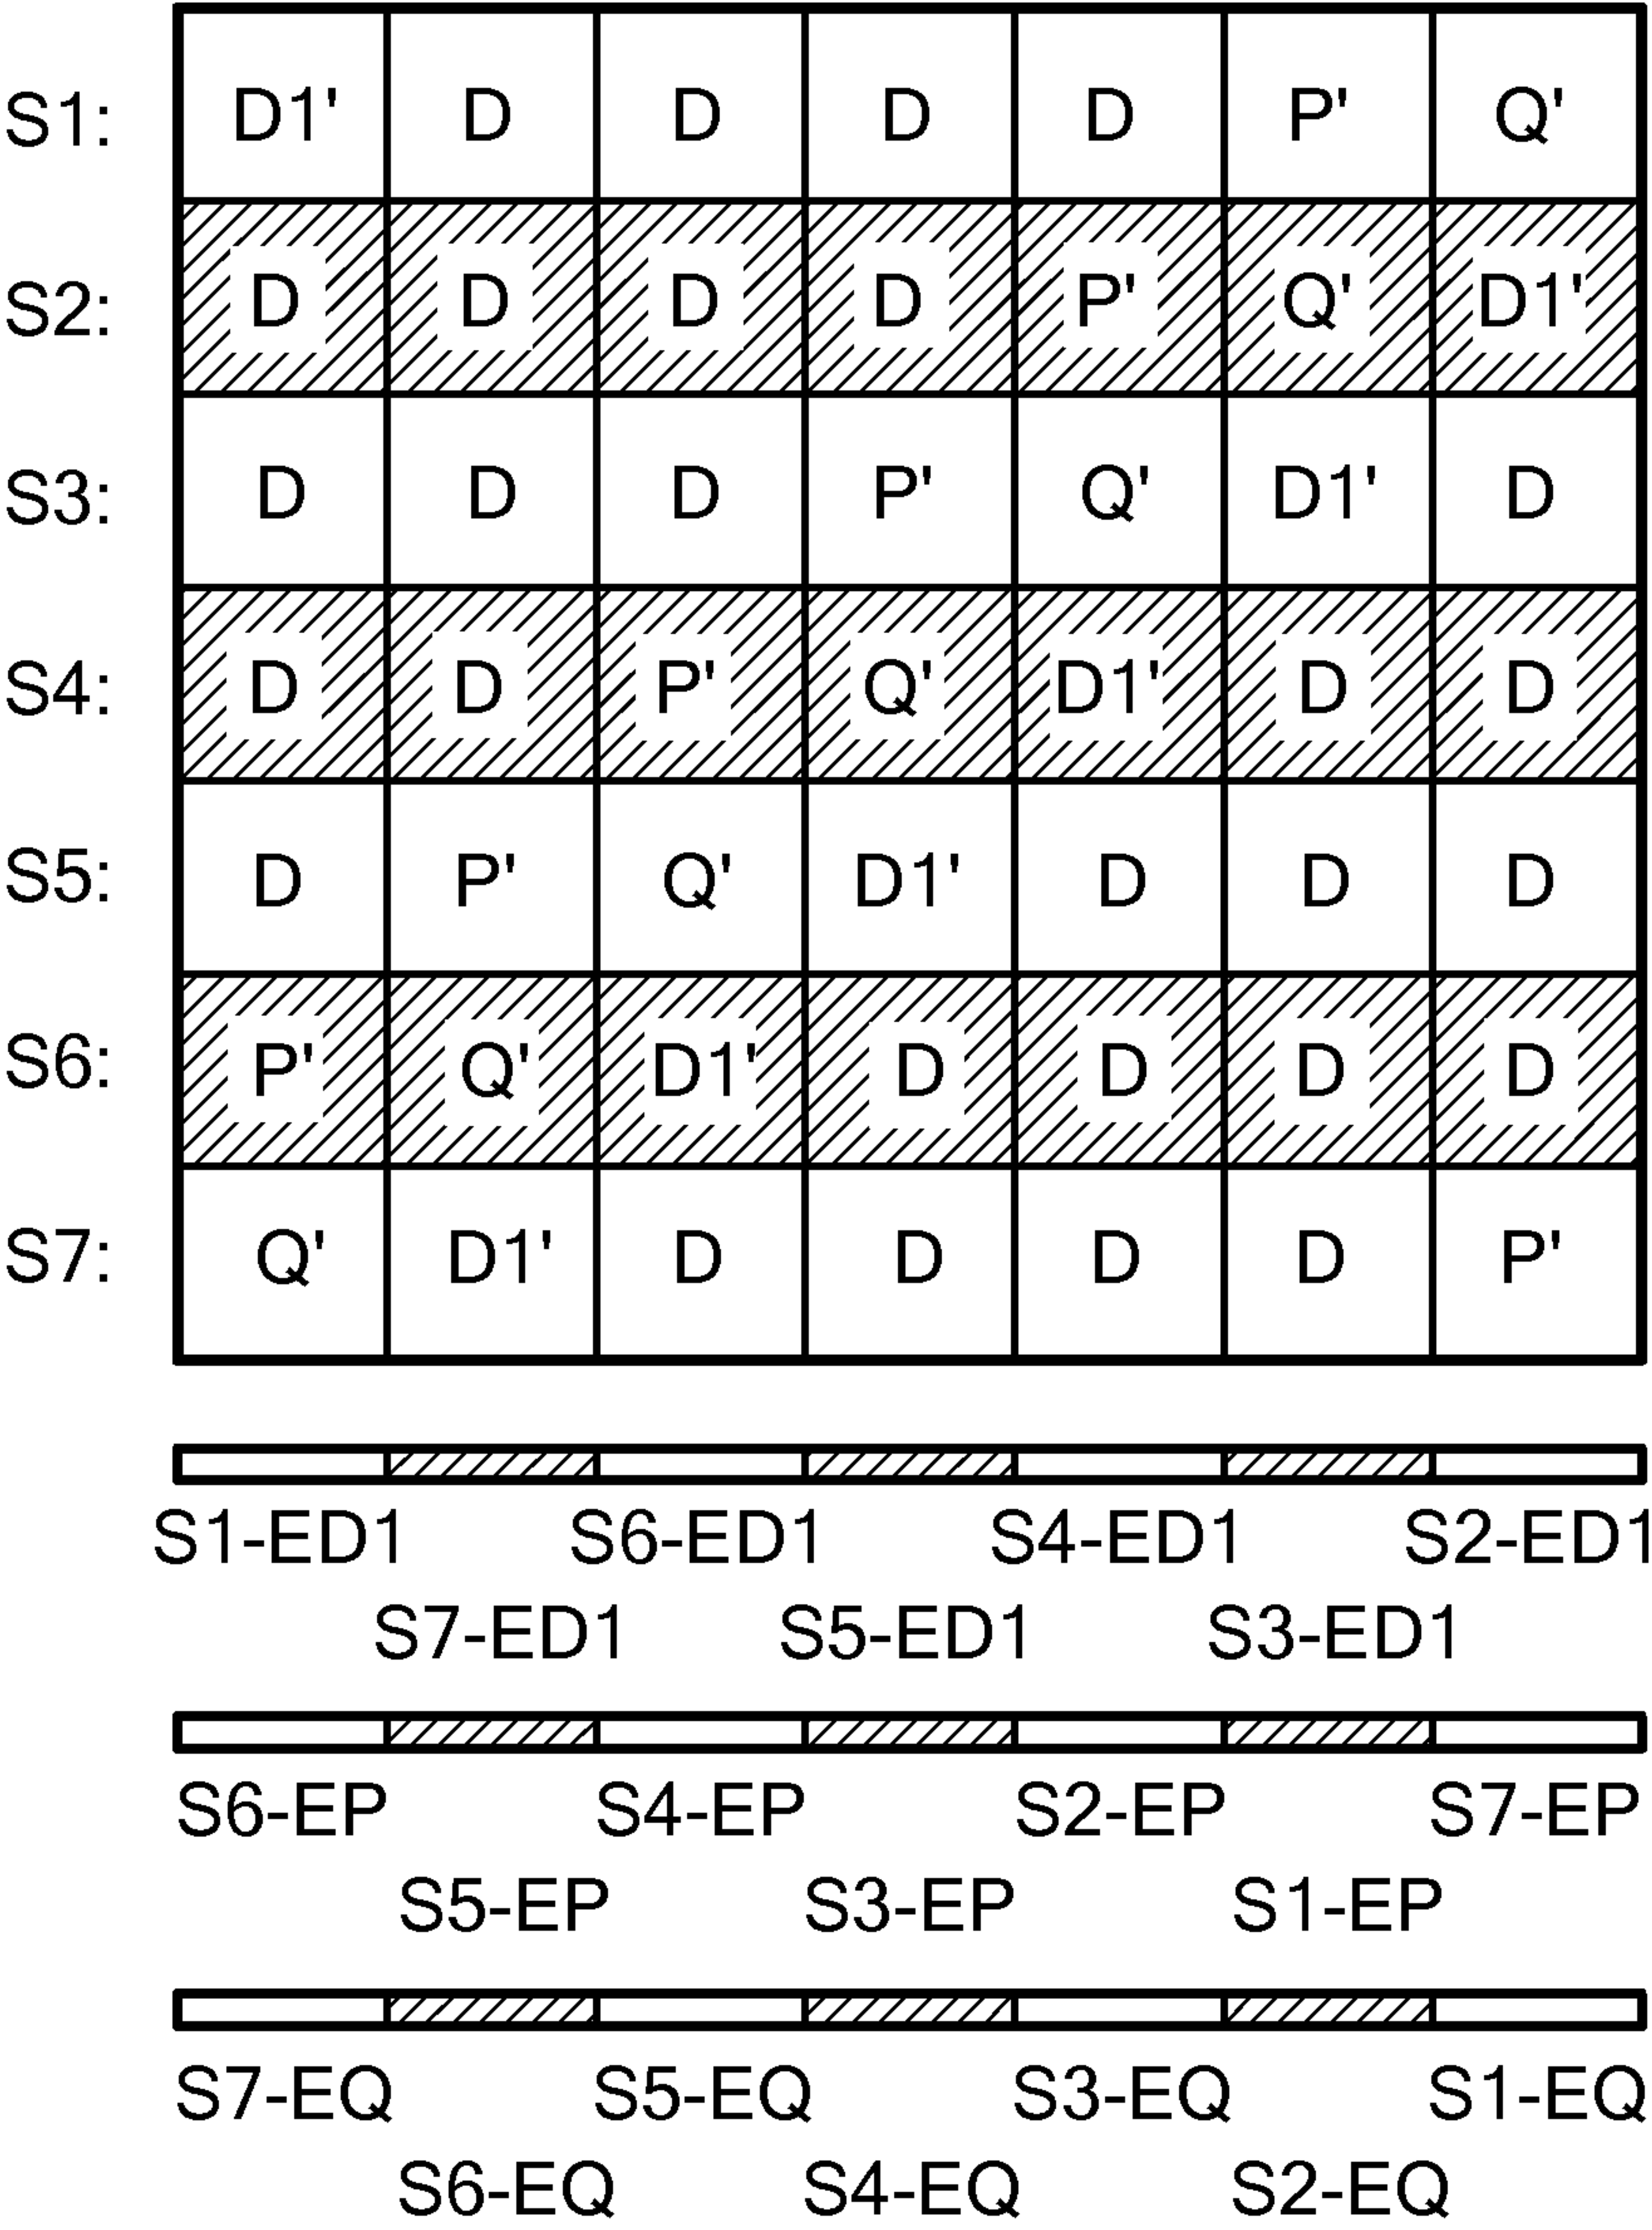 S1: D1' D D D D P' Q'
S2: D D D D P' Q' D1'
S3: D D D P' Q' D1' D
S4: D D P' Q' D1' D D
S5: D P' Q' D1' D D D
S6: P' Q' D1' D D D D
S7: Q' D1' D D D D P'
S1-ED1 S6-ED1 S4-ED1 S2-ED1
S7-ED1 S5-ED1 S3-ED1
S6-EP S4-EP S2-EP S7-EP
S5-EP S3-EP S1-EP
S7-EQ S5-EQ S3-EQ S1-EQ
S6-EQ S4-EQ S2-EQ